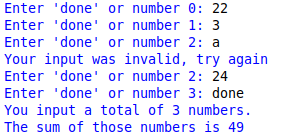 Enter 'done' or number 0: 22
Enter 'done' or number 1: 3
Enter 'done' or number 2: a
Your input was invalid, try again
Enter 'done' or number 2: 24
Enter 'done' or number 3: done
You input a total of 3 numbers.
The sum of those numbers is 49